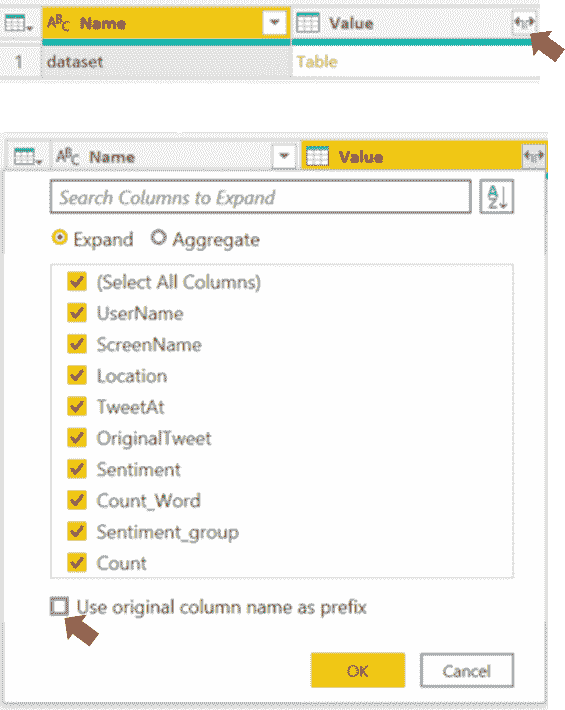 ABC Name Value
1 dataset Table
ABC Name Value
Search Columns to Expand
AZ
Expand Aggregate
(Select All Columns)
UserName
ScreenName
Location
TweetAt
OriginalTweet
Sentiment
Count_Word
Sentiment_group
Count
Use original column name as prefix
OK Cancel